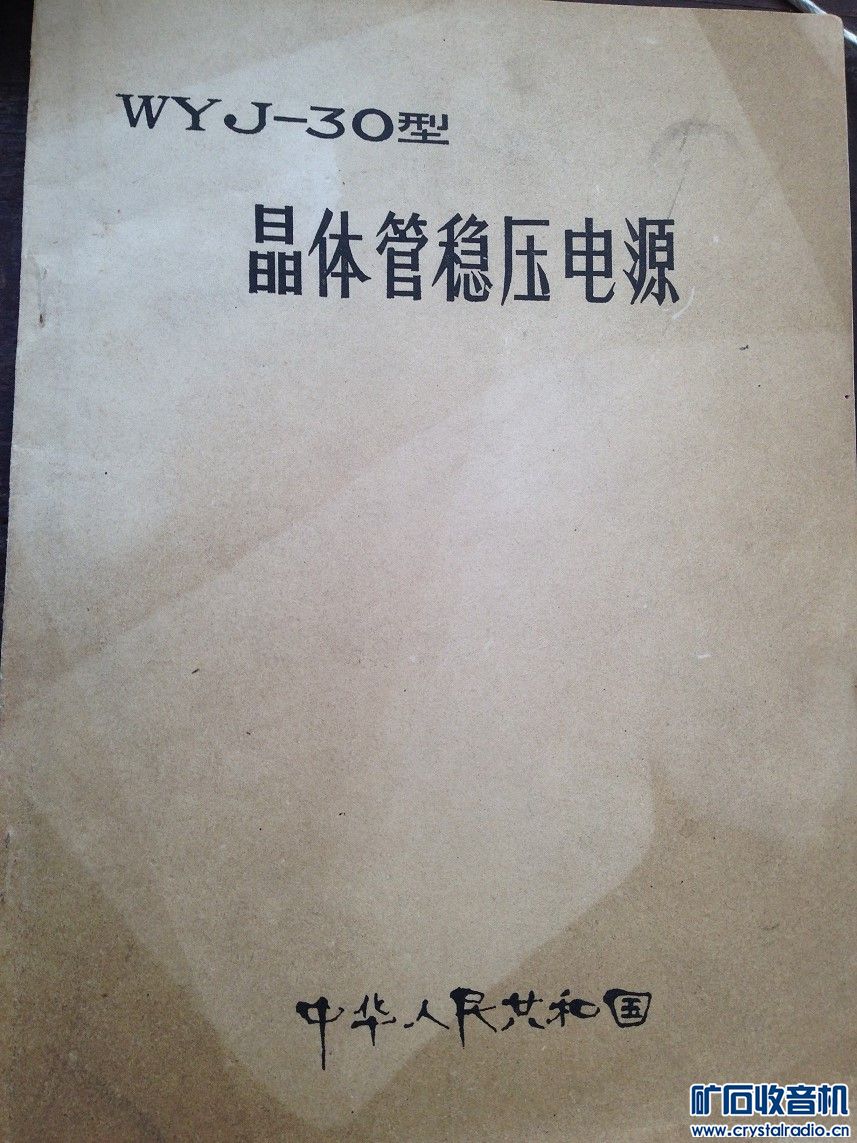 WYJ-30型
晶体管稳压电源
中华人民共和国
矿石收音机
www.crystalradio.cn